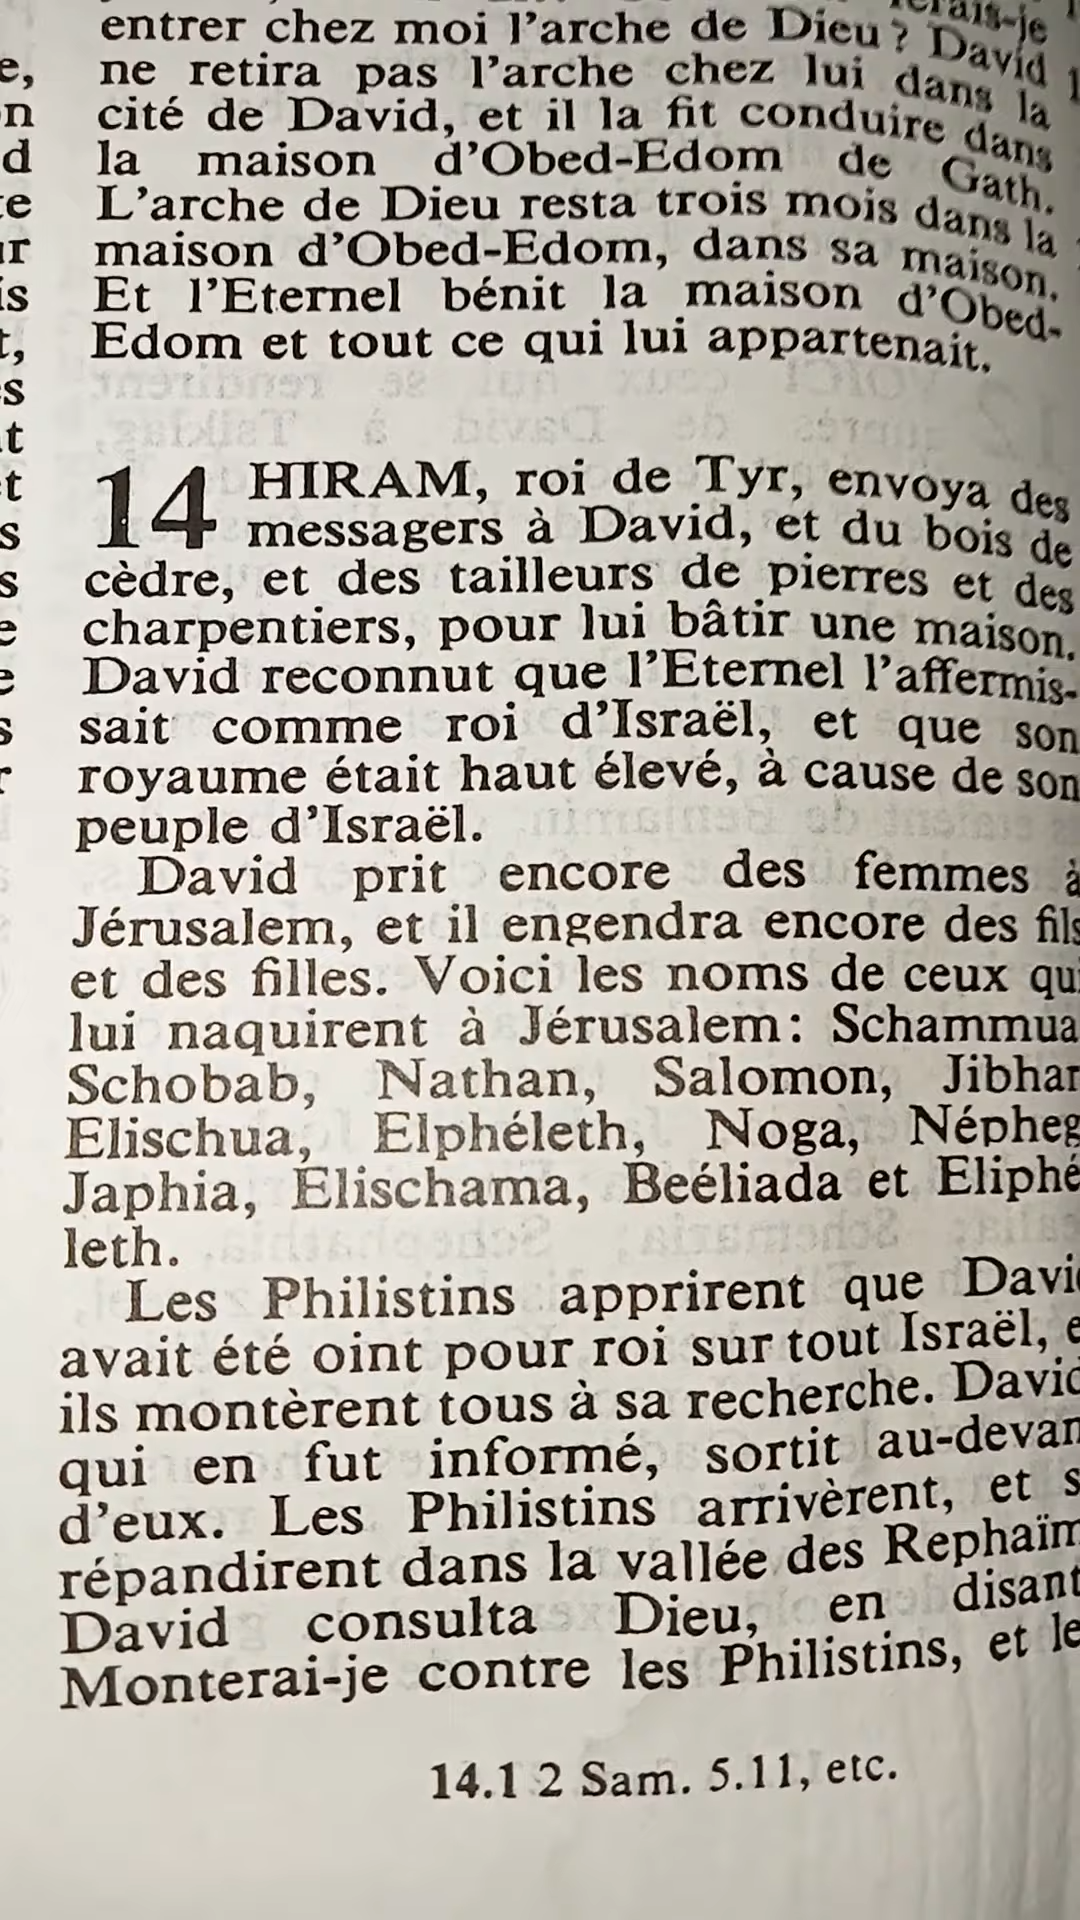 entrer chez moi l'arche de Dieu ? David
ne retira pas l'arche chez lui dans la
cité de David, et il la fit conduire dans
la maison d'Obed-Edom de Gath.
L'arche de Dieu resta trois mois dans la
maison d'Obed-Edom, dans sa maison.
Et l'Eternel bénit la maison d'Obed-
Edom et tout ce qui lui appartenait.
14 HIRAM, roi de Tyr, envoya des
messagers à David, et du bois de
cèdre, et des tailleurs de pierres et des
charpentiers, pour lui bâtir une maison.
David reconnut que l'Eternel l'affermis-
sait comme roi d'Israël, et que son
royaume était haut élevé, à cause de son
peuple d'Israël.
David prit encore des femmes à
Jérusalem, et il engendra encore des fils
et des filles. Voici les noms de ceux qui
lui naquirent à Jérusalem: Schammua
Schobab, Nathan, Salomon, Jibhar
Elischua, Elphéleth, Noga, Népheg
Japhia, Elischama, Beéliada et Eliphé
leth.
Les Philistins apprirent que David
avait été oint pour roi sur tout Israël, e
ils montèrent tous à sa recherche. David
qui en fut informé, sortit au-devan
d'eux. Les Philistins arrivèrent, et s
répandirent dans la vallée des Rephaïm
David consulta Dieu, en disant
Monterai-je contre les Philistins, et le
14.1 2 Sam. 5.11, etc.